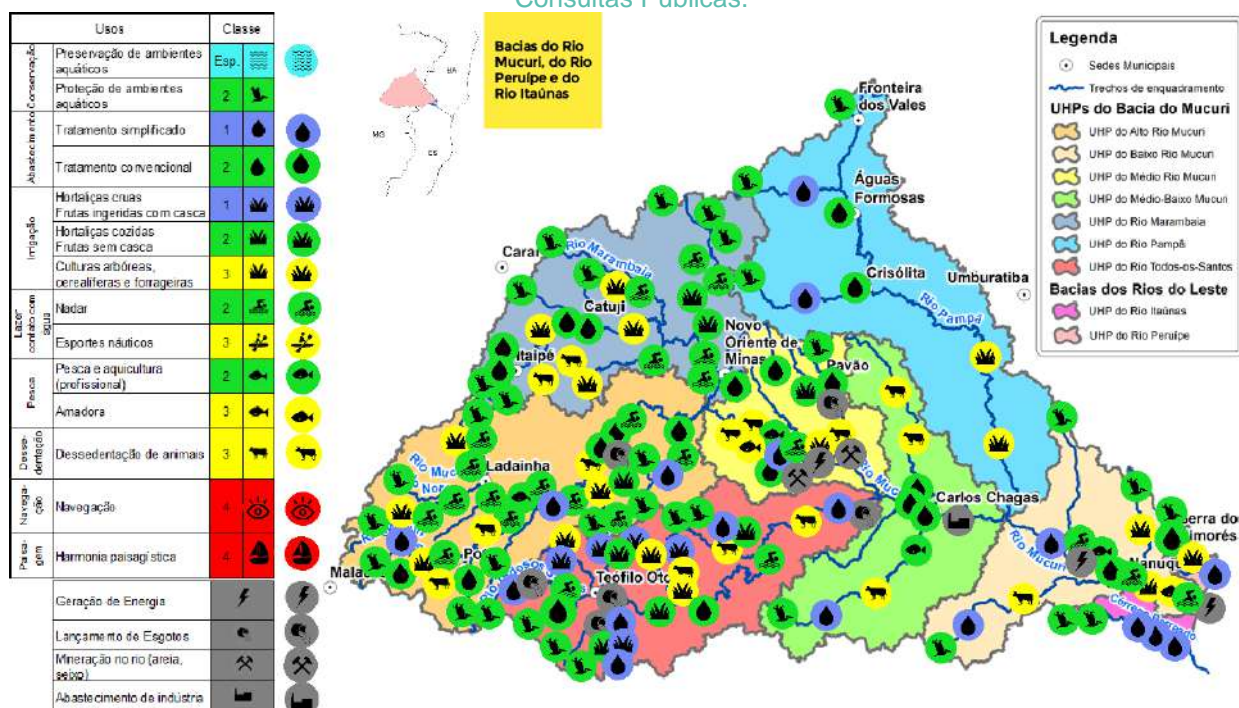 Consultas Públicas:
Usos Classe
Conservação
Preservação de ambientes
aquáticos
Esp.
Proteção de ambientes
aquáticos
2
Abastecimento
Tratamento simplificado
1
Tratamento convencional
2
Irrigação
Hortaliças cruas
Frutas ingeridas com casca
1
Hortaliças cozidas
Frutas sem casca
2
Culturas arbóreas,
cerealíferas e forrageiras
3
Lazer
contato com
água
Nadar
2
Esportes náuticos
3
Pesca
Pesca e aquicultura
(profissional)
2
Amadora
3
Desse-
dentação
Dessedentação de animais
3
Navega-
ção
Navegação
4
Paisa-
gem
Harmonia paisagística
4
Geração de Energia
Lançamento de Esgotos
Mineração no rio (areia,
seixo)
Abastecimento de indústria
BA
MG
ES
Bacias do Rio
Mucuri, do Rio
Peruípe e do
Rio Itaúnas
Fronteira
dos Vales
Águas
Formosas
Crisólita
Umburatiba
Rio Pampã
Rio Marambaia
Catuji
Novo
Oriente de
Minas
Pavão
Ladainha
Carlos Chagas
Rio Mucuri
Teófilo Oto
Legenda
Sedes Municipais
Trechos de enquadramento
UHPs do Bacia do Mucuri
UHP do Alto Rio Mucuri
UHP do Baixo Rio Mucuri
UHP do Médio Rio Mucuri
UHP do Médio-Baixo Mucuri
UHP do Rio Marambaia
UHP do Rio Pampã
UHP do Rio Todos-os-Santos
Bacias dos Rios do Leste
UHP do Rio Itaúnas
UHP do Rio Peruípe